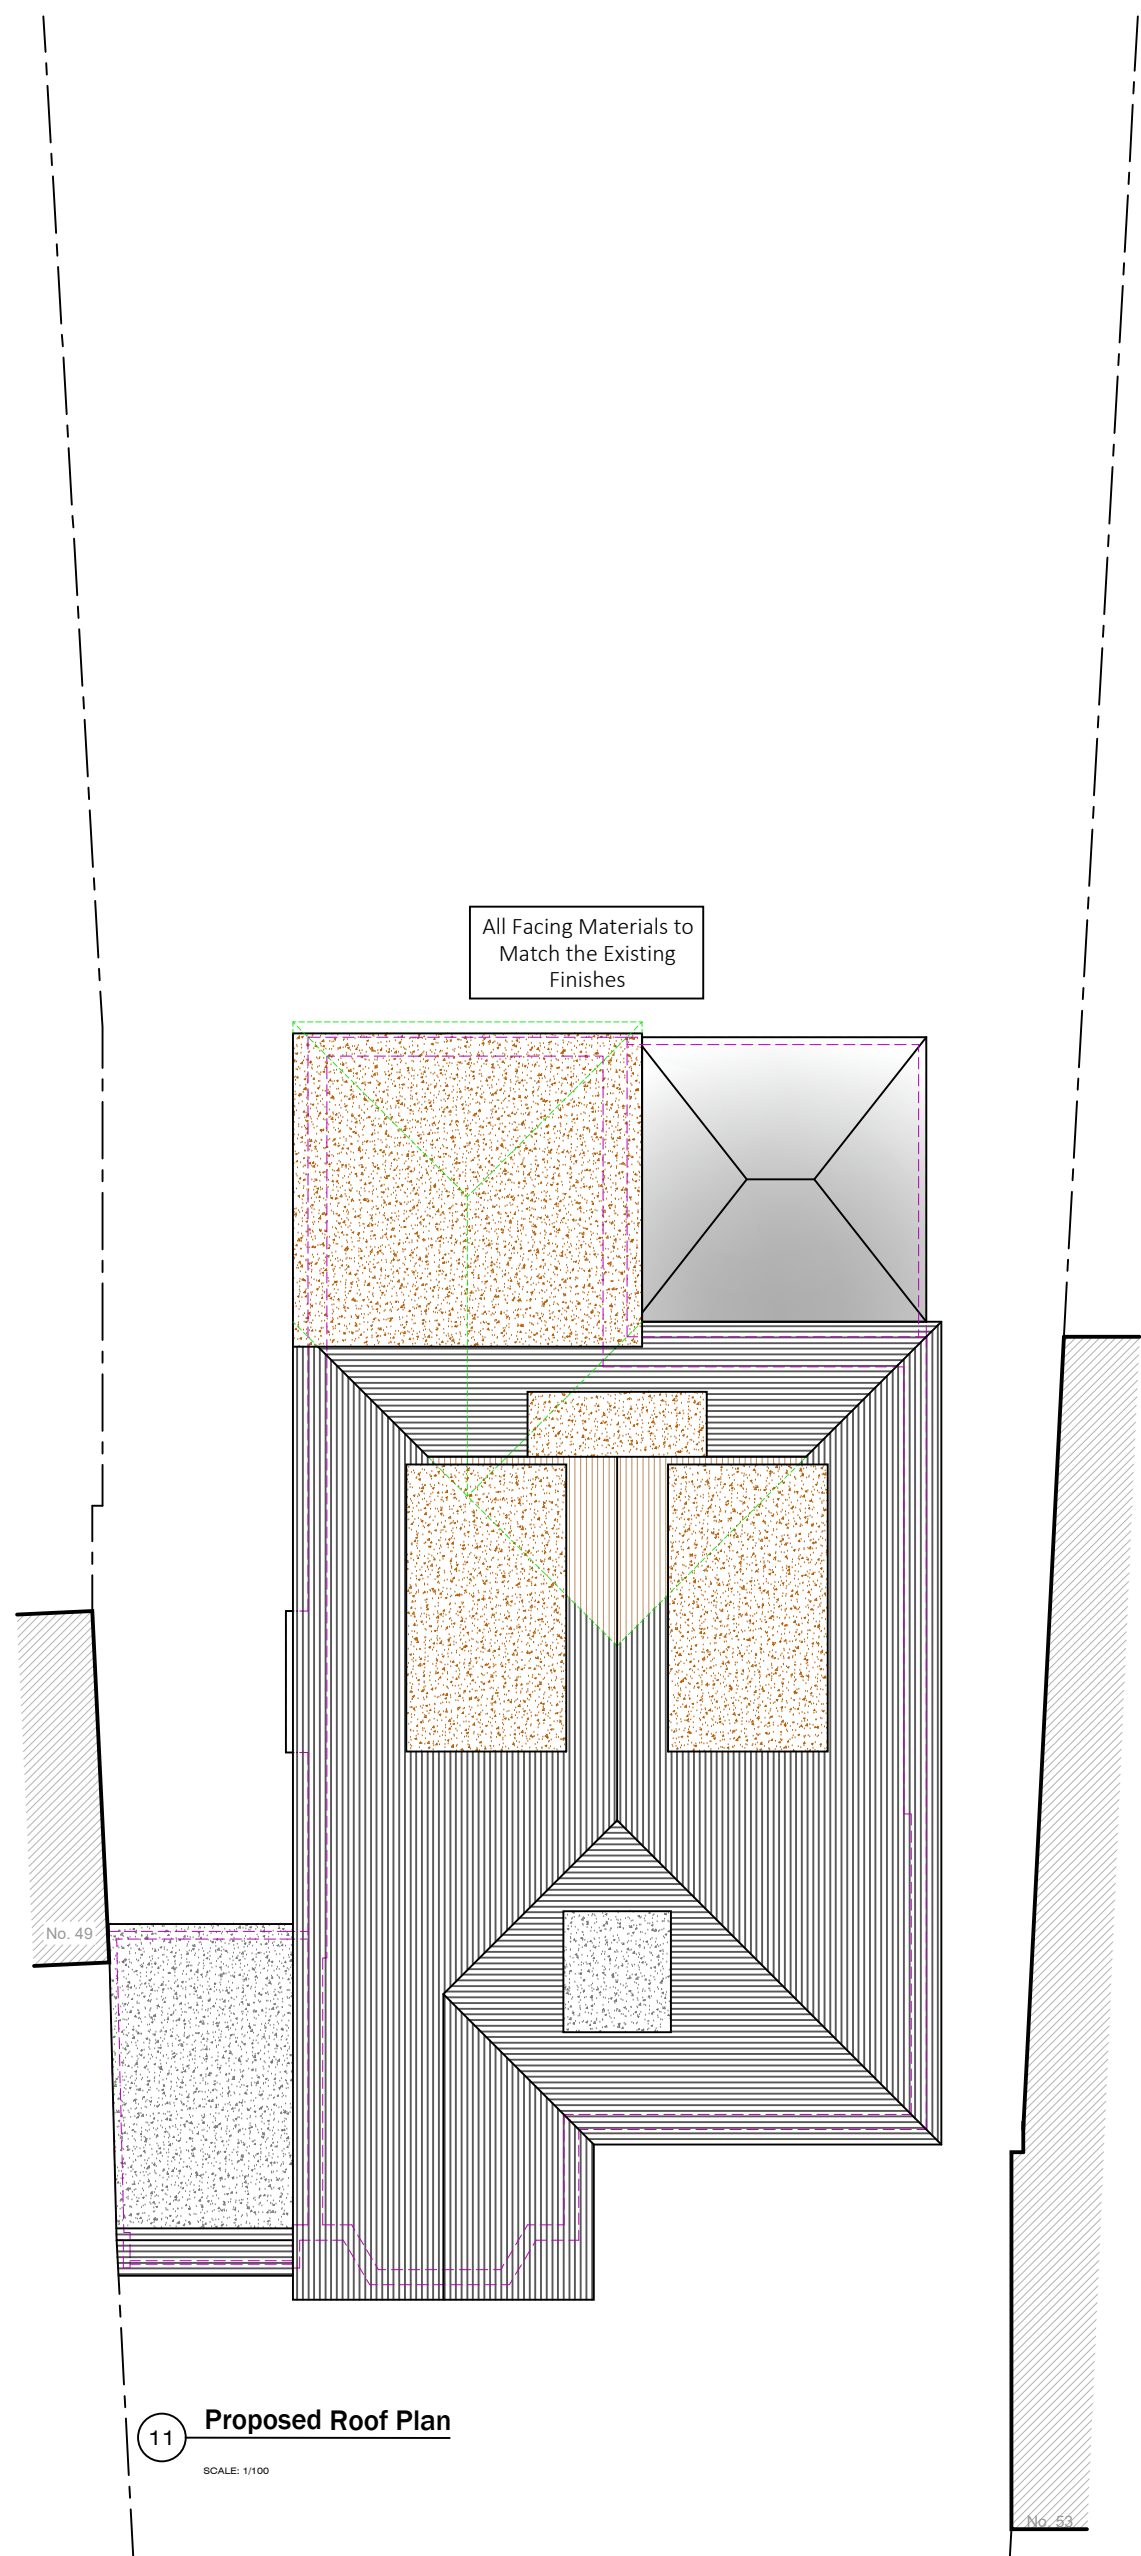 All Facing Materials to
Match the Existing
Finishes
No. 49
11
Proposed Roof Plan
SCALE: 1/100
No. 53